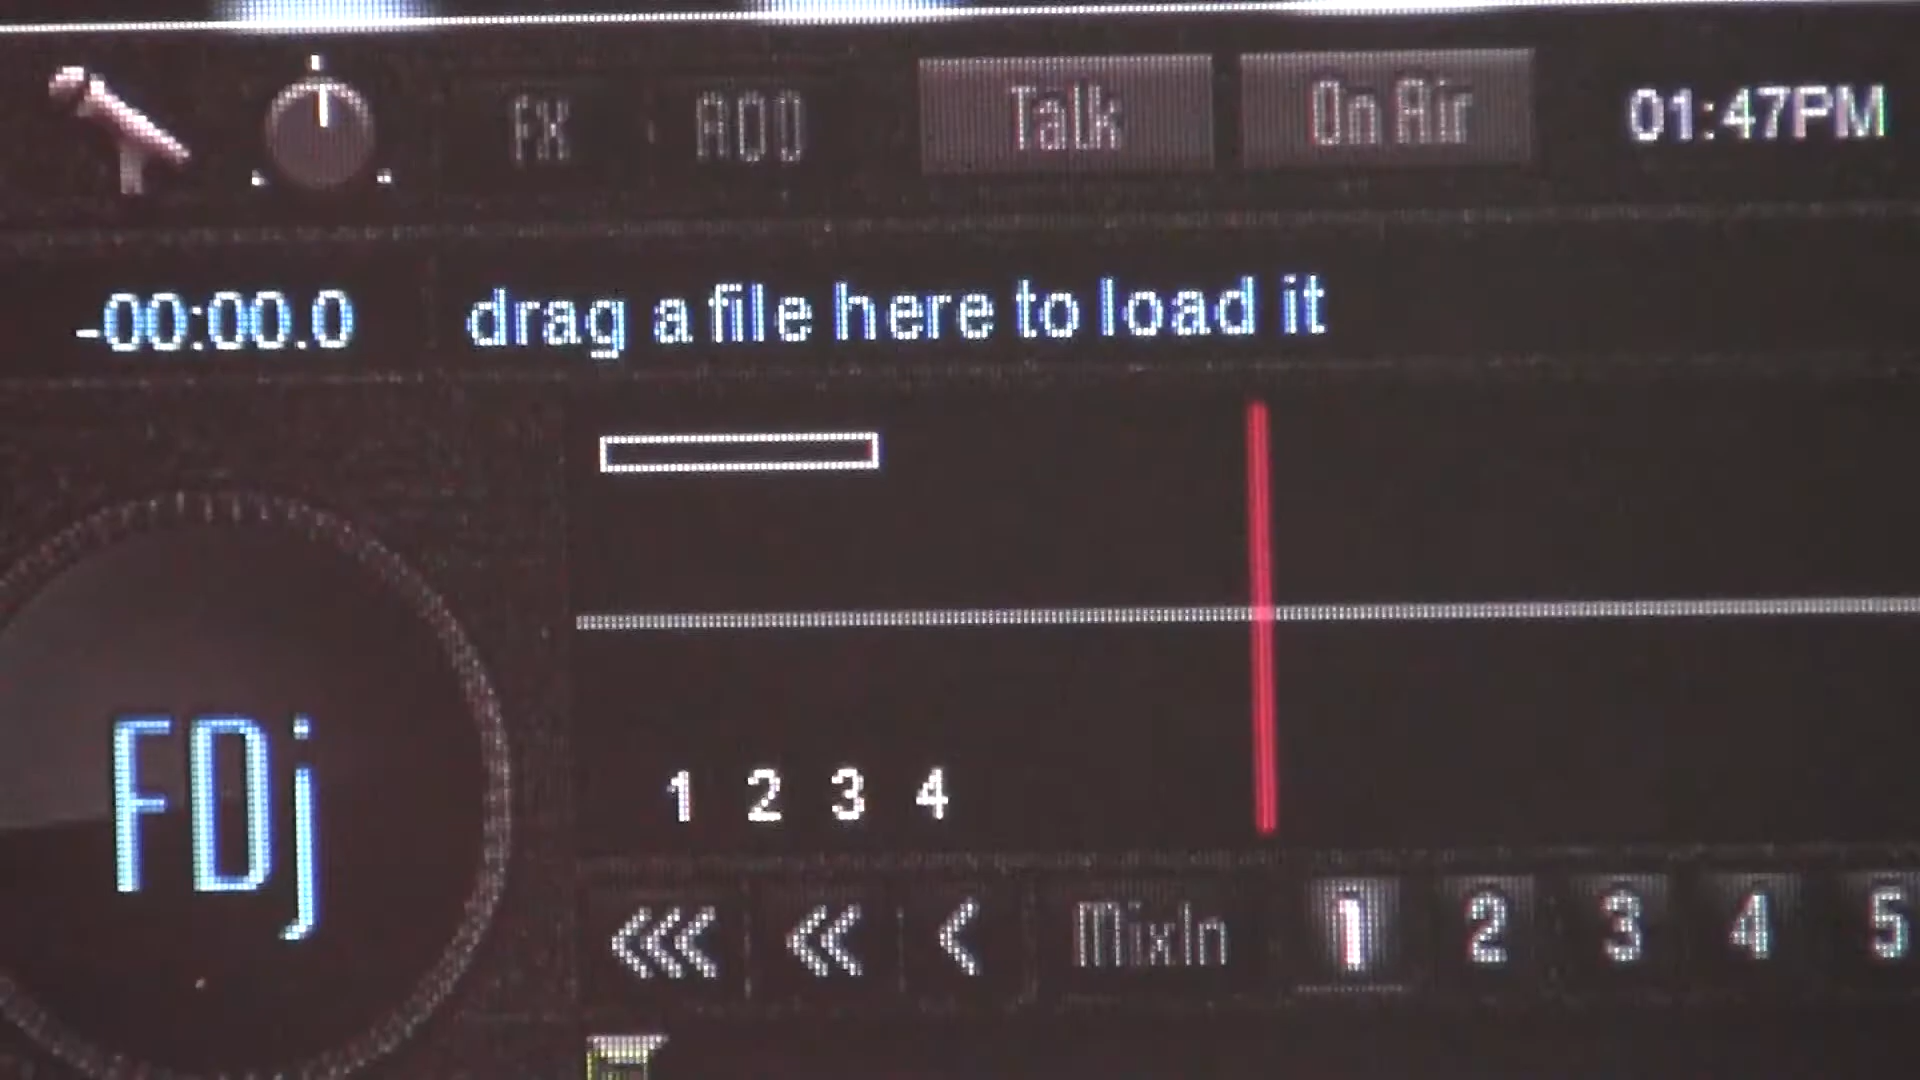 FX AOO Talk On Air 01:47PM
-00:00.0 drag a file here to load it
FDj
1 2 3 4
<<< << < MixIn 1 2 3 4 5